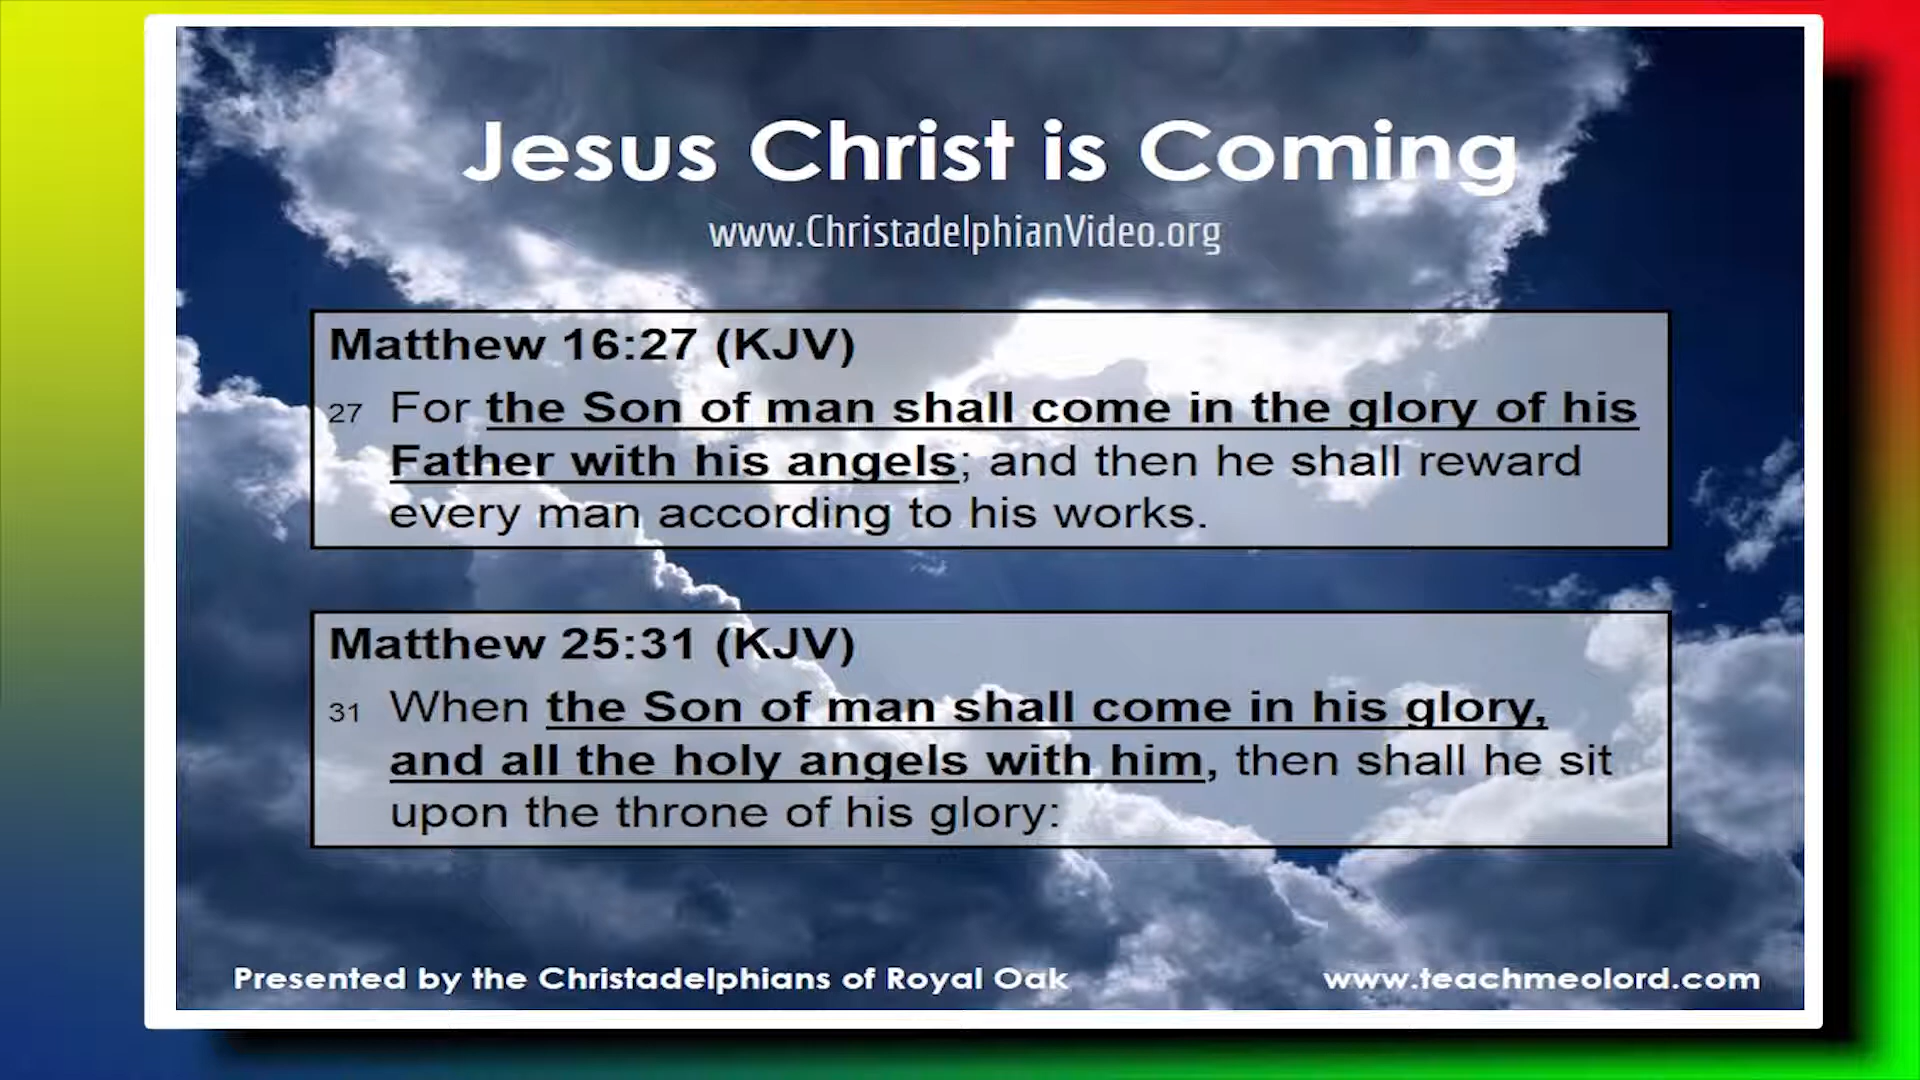 Jesus Christ is Coming
www.ChristadelphianVideo.org
Matthew 16:27 (KJV)
27 For the Son of man shall come in the glory of his
Father with his angels; and then he shall reward
every man according to his works.
Matthew 25:31 (KJV)
31 When the Son of man shall come in his glory,
and all the holy angels with him, then shall he sit
upon the throne of his glory:
Presented by the Christadelphians of Royal Oak
www.teachmeolord.com